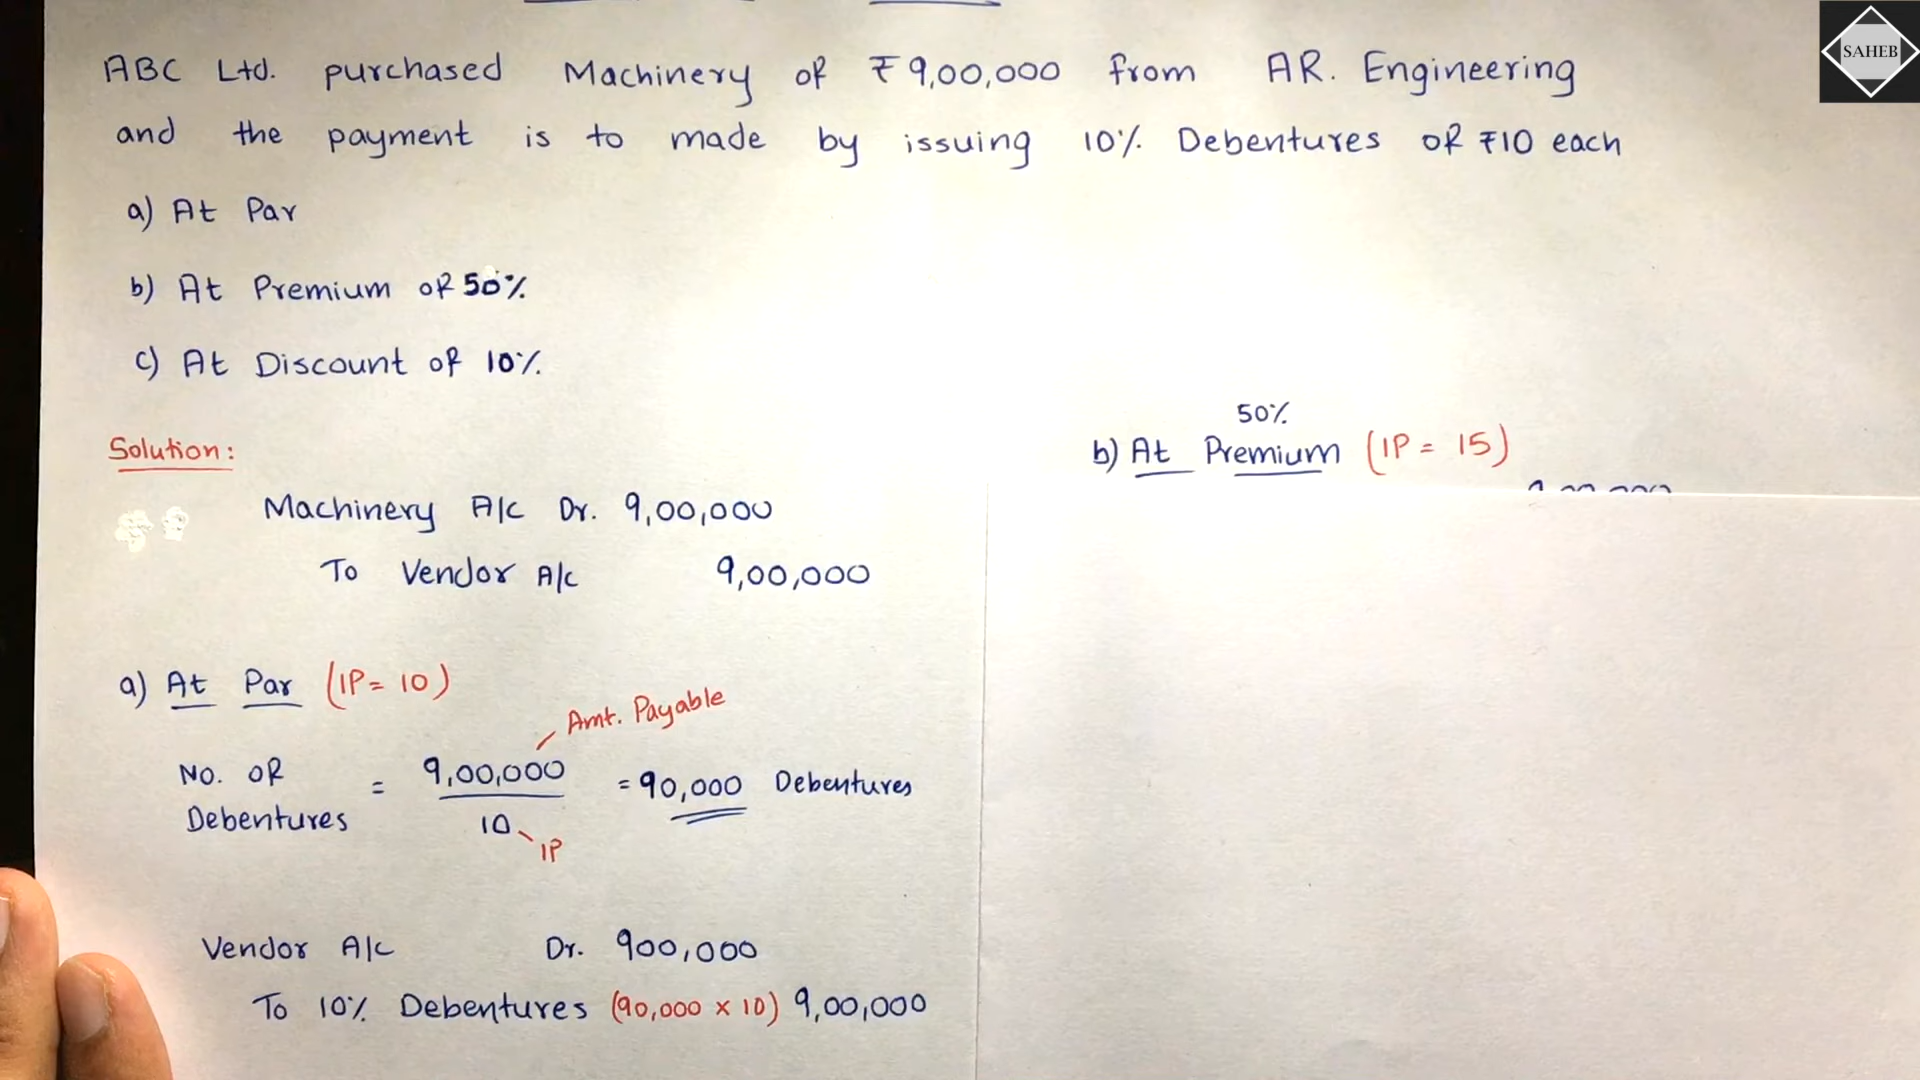 SAHEB
ABC Ltd. purchased Machinery of ₹9,00,000 from AR. Engineering
and the payment is to made by issuing 10% Debentures of ₹10 each
a) At Par
b) At Premium of 50%
c) At Discount of 10%
Solution:
Machinery A/c Dr. 9,00,000
To Vendor A/c 9,00,000
a) At Par (IP = 10)
Amt. Payable
No. of
Debentures = 9,00,000 = 90,000 Debentures
10
IP
Vendor A/c Dr. 900,000
To 10% Debentures (90,000 x 10) 9,00,000
50%
b) At Premium (IP = 15)